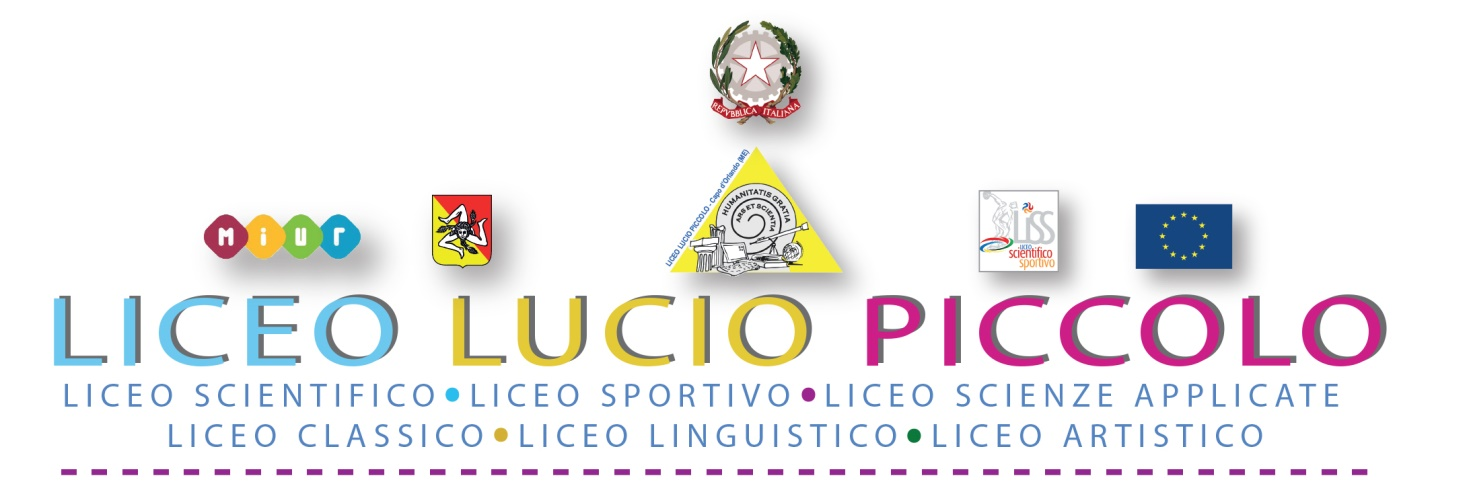 REPVBBLICA ITALIANA
LICEO LUCIO PICCOLO - Capo d'Orlando (ME)
HUMANITATIS GRATIA
ARS ET SCIENTIA
miur
LISS
LICEO
scientifico
sportivo
LICEO LUCIO PICCOLO
LICEO SCIENTIFICO•LICEO SPORTIVO•LICEO SCIENZE APPLICATE
LICEO CLASSICO•LICEO LINGUISTICO•LICEO ARTISTICO